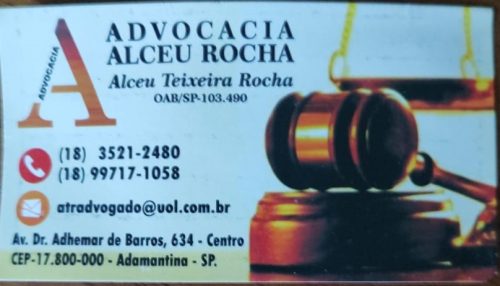 ADVOCACIA
ADVOCACIA
ALCEU ROCHA
Alceu Teixeira Rocha
OAB/SP-103.490
(18) 3521-2480
(18) 99717-1058
atradvogado@uol.com.br
Av. Dr. Adhemar de Barros, 634 - Centro
CEP-17.800-000 - Adamantina - SP.